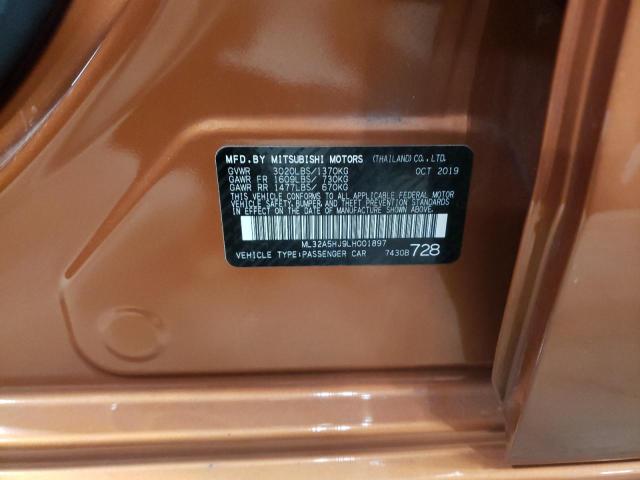 MFD.BY MITSUBISHI MOTORS (THAILAND) CO., LTD.
GVWR 3020LBS/1370KG OCT 2019
GAWR FR 1609LBS/ 730KG
GAWR RR 1477LBS/ 670KG
THIS VEHICLE CONFORMS TO ALL APPLICABLE FEDERAL MOTOR
VEHICLE SAFETY, BUMPER AND THEFT PREVENTION STANDARDS
IN EFFECT ON THE DATE OF MANUFACTURE SHOWN ABOVE.
ML32A5HJ9LH001897
VEHICLE TYPE:PASSENGER CAR 7430B 728